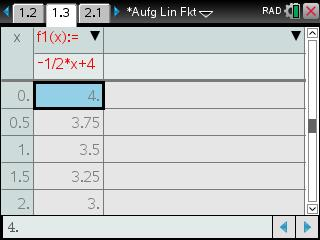 1.2 1.3 2.1 *Aufg Lin Fkt RAD
x f1(x):=
-1/2*x+4
0. 4.
0.5 3.75
1. 3.5
1.5 3.25
2. 3.
4.